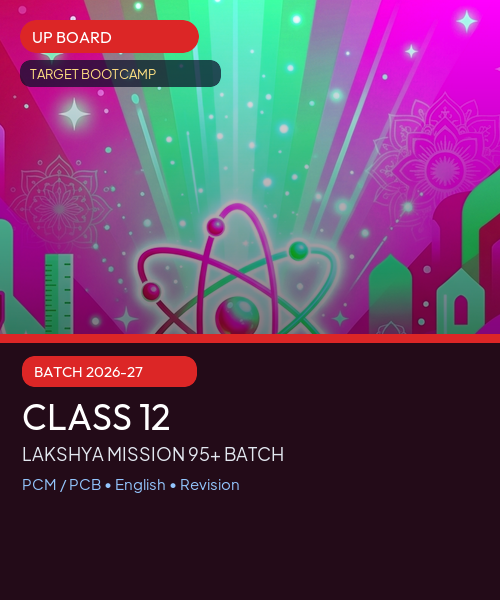 UP BOARD
TARGET BOOTCAMP
BATCH 2026-27
CLASS 12
LAKSHYA MISSION 95+ BATCH
PCM / PCB • English • Revision